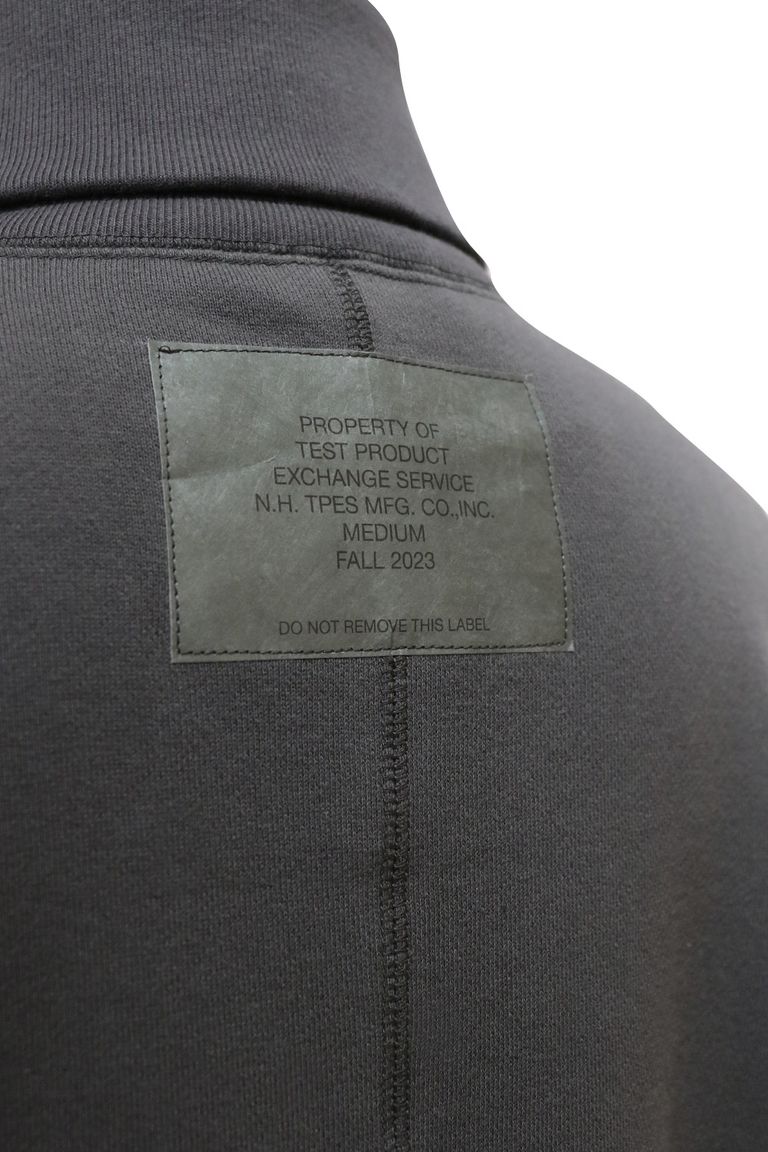 PROPERTY OF
TEST PRODUCT
EXCHANGE SERVICE
N.H. TPES MFG. CO.,INC.
MEDIUM
FALL 2023
DO NOT REMOVE THIS LABEL